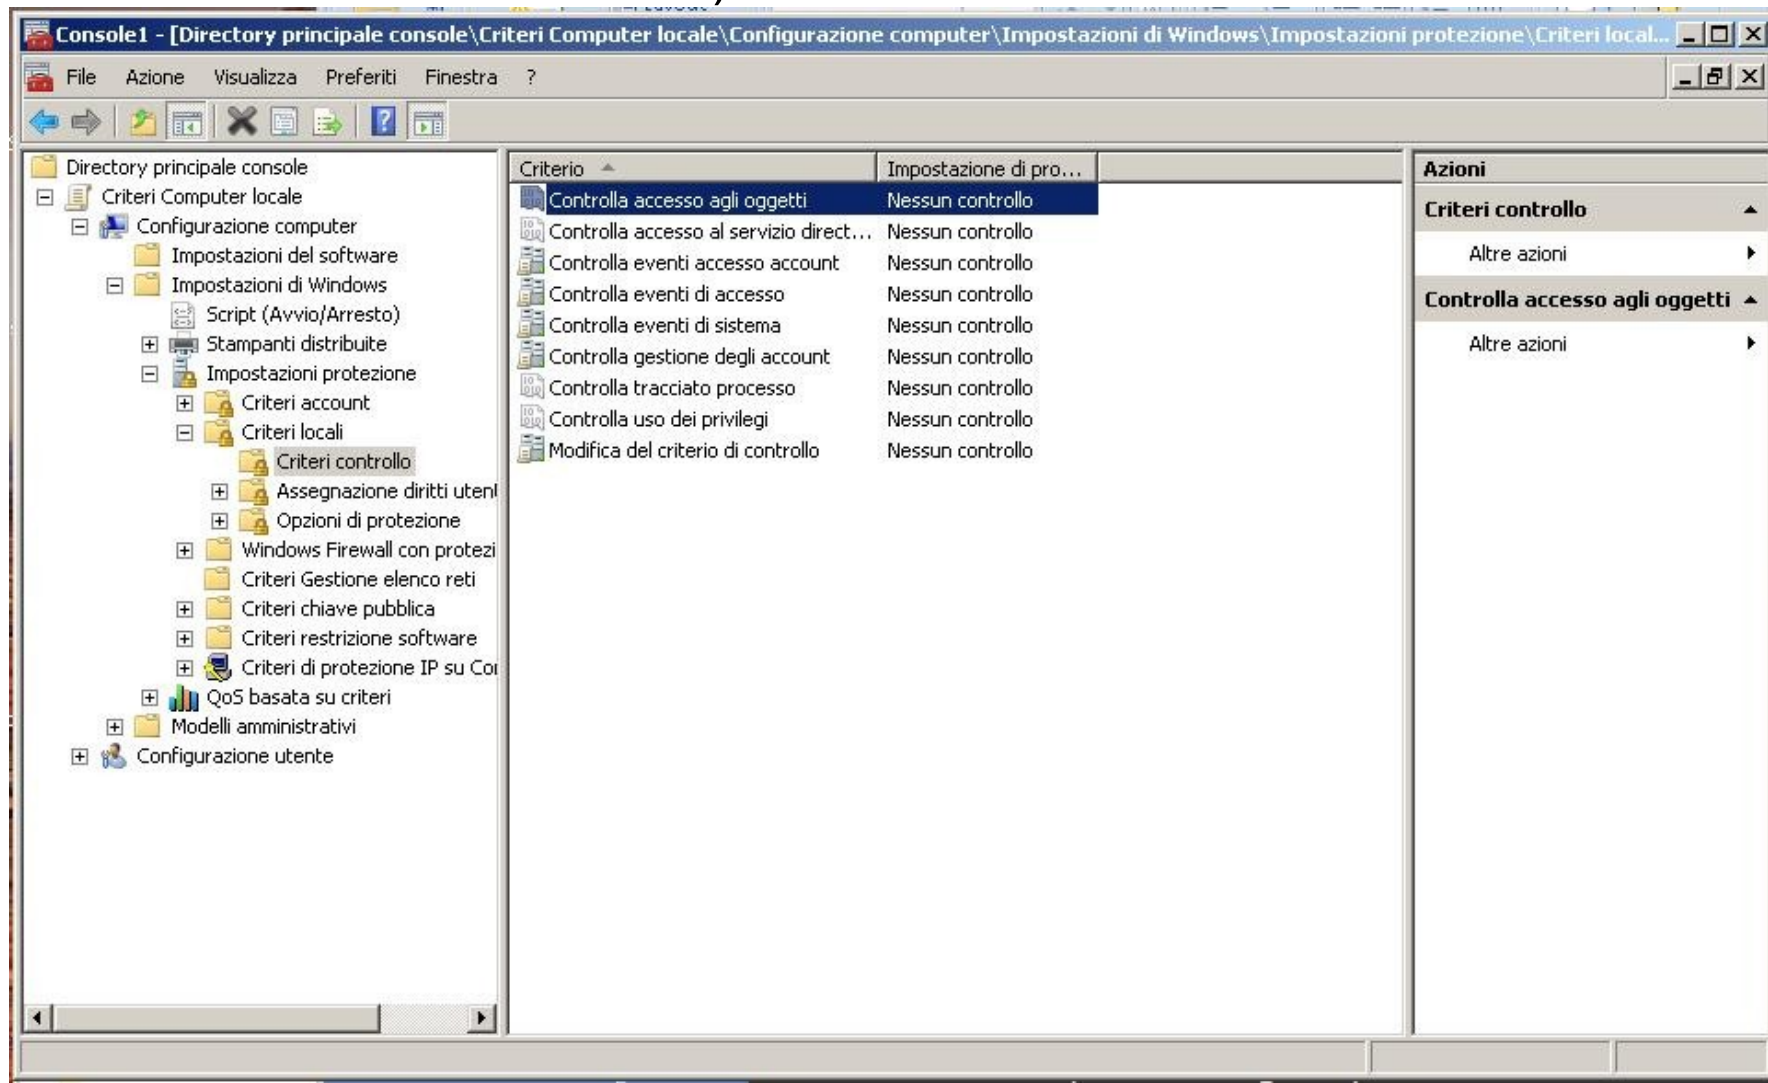 Console1 - [Directory principale console\Criteri Computer locale\Configurazione computer\Impostazioni di Windows\Impostazioni protezione\Criteri local...
File Azione Visualizza Preferiti Finestra ?
Directory principale console
Criteri Computer locale
Configurazione computer
Impostazioni del software
Impostazioni di Windows
Script (Avvio/Arresto)
Stampanti distribuite
Impostazioni protezione
Criteri account
Criteri locali
Criteri controllo
Assegnazione diritti utent
Opzioni di protezione
Windows Firewall con protezi
Criteri Gestione elenco reti
Criteri chiave pubblica
Criteri restrizione software
Criteri di protezione IP su Co
QoS basata su criteri
Modelli amministrativi
Configurazione utente
Criterio Impostazione di pro...
Controlla accesso agli oggetti Nessun controllo
Controlla accesso al servizio direct... Nessun controllo
Controlla eventi accesso account Nessun controllo
Controlla eventi di accesso Nessun controllo
Controlla eventi di sistema Nessun controllo
Controlla gestione degli account Nessun controllo
Controlla tracciato processo Nessun controllo
Controlla uso dei privilegi Nessun controllo
Modifica del criterio di controllo Nessun controllo
Azioni
Criteri controllo
Altre azioni
Controlla accesso agli oggetti
Altre azioni